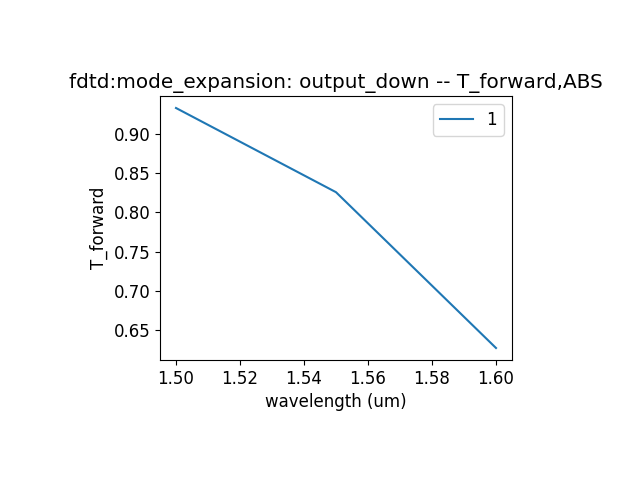 fdtd:mode_expansion: output_down -- T_forward,ABS
1
0.90
0.85
0.80
0.75
0.70
0.65
T_forward
1.50 1.52 1.54 1.56 1.58 1.60
wavelength (um)